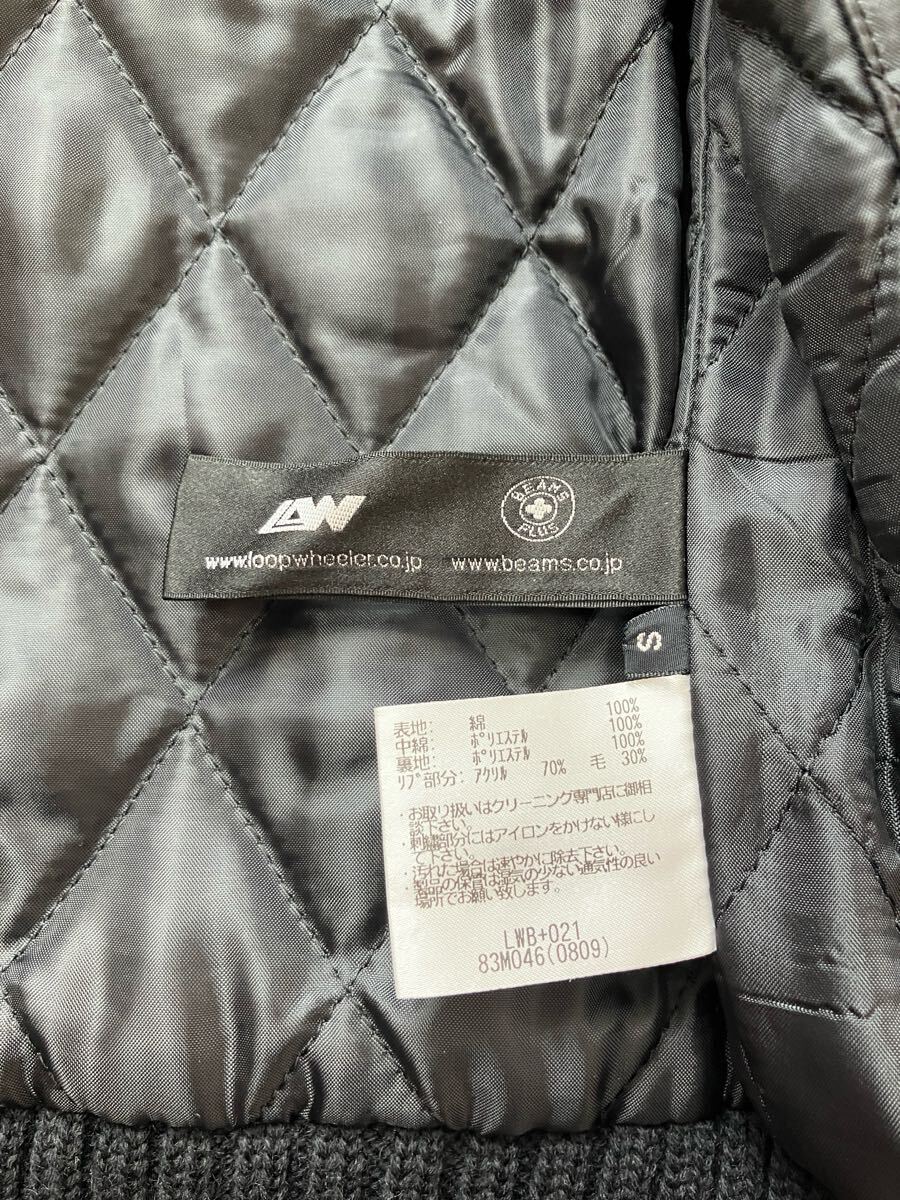 LW
BEAMS PLUS
www.loopwheeler.co.jp
www.beams.co.jp
S
表地: 綿 100%
中綿: ポリエステル 100%
裏地: ポリエステル 100%
リブ部分: アクリル 70% 毛 30%
・お取り扱いはクリーニング専門店に御相
談下さい。
・刺繍部分にはアイロンをかけない様にし
て下さい。
・汚れた場合は速やかに除去下さい。
・製品の保管は湿気の少ない通気性の良い
場所でお願い致します。
LWB+021
83M046(0809)